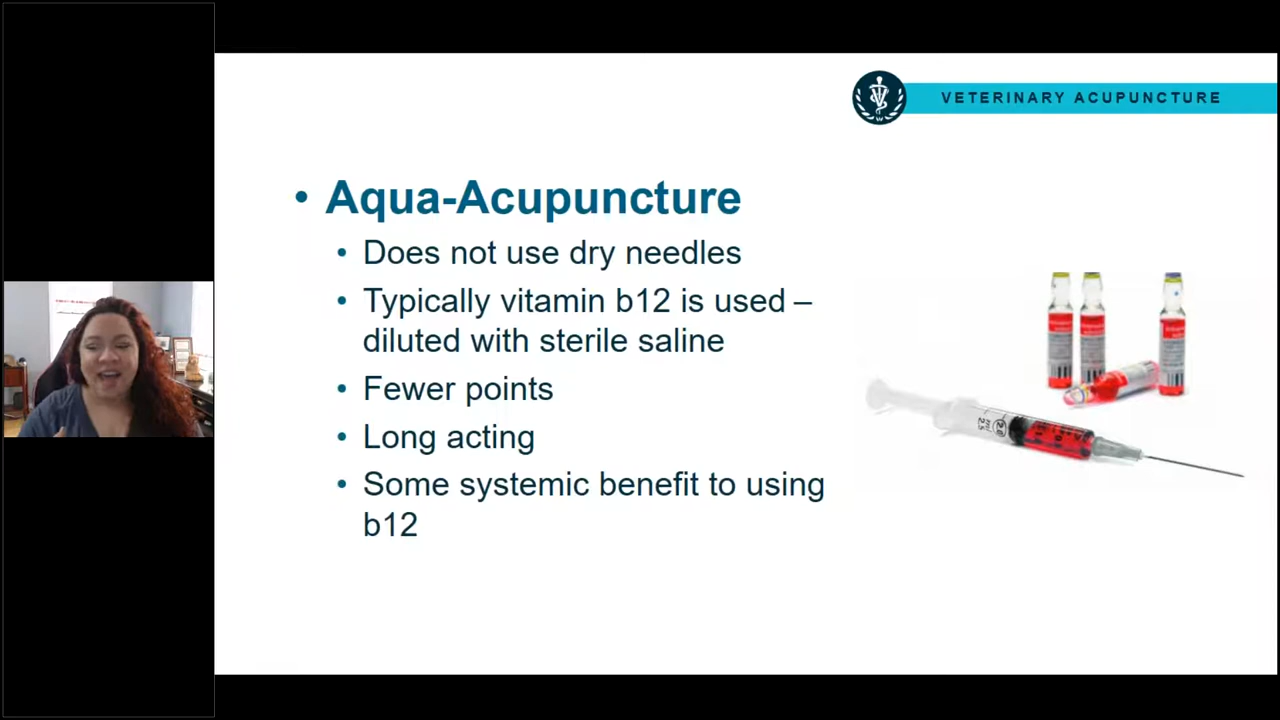 VETERINARY ACUPUNCTURE
• Aqua-Acupuncture
• Does not use dry needles
• Typically vitamin b12 is used –
diluted with sterile saline
• Fewer points
• Long acting
• Some systemic benefit to using
b12